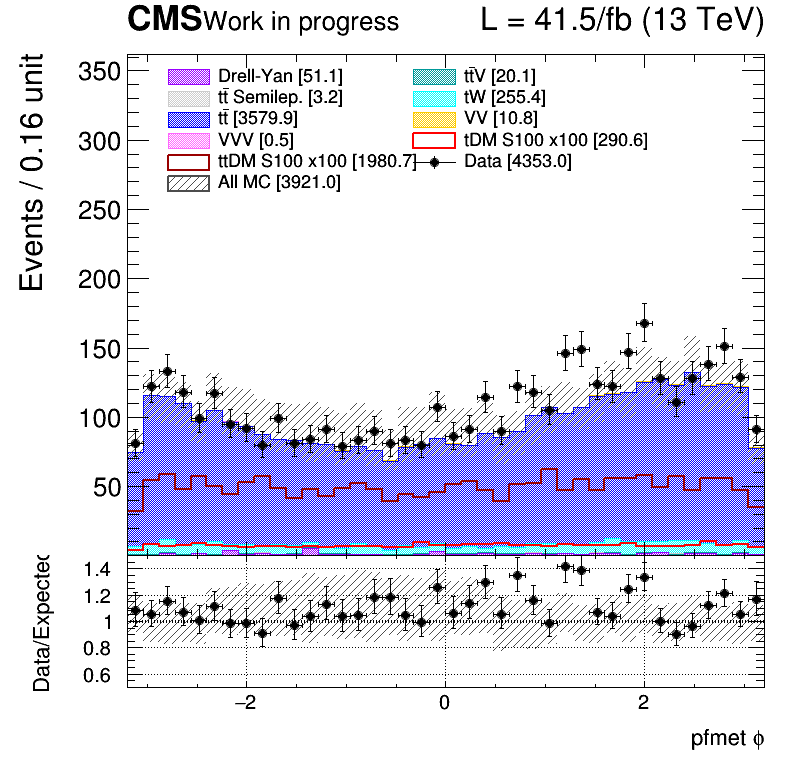 CMS Work in progress L = 41.5/fb (13 TeV)
Events / 0.16 unit
350
300
250
200
150
100
50
Drell-Yan [51.1]
tt̄V [20.1]
tt̄ Semilep. [3.2]
tW [255.4]
tt̄ [3579.9]
VV [10.8]
VVV [0.5]
tDM S100 x100 [290.6]
ttDM S100 x100 [1980.7]
Data [4353.0]
All MC [3921.0]
Data/Expected
1.4
1.2
1
0.8
0.6
−2 0 2
pfmet ϕ